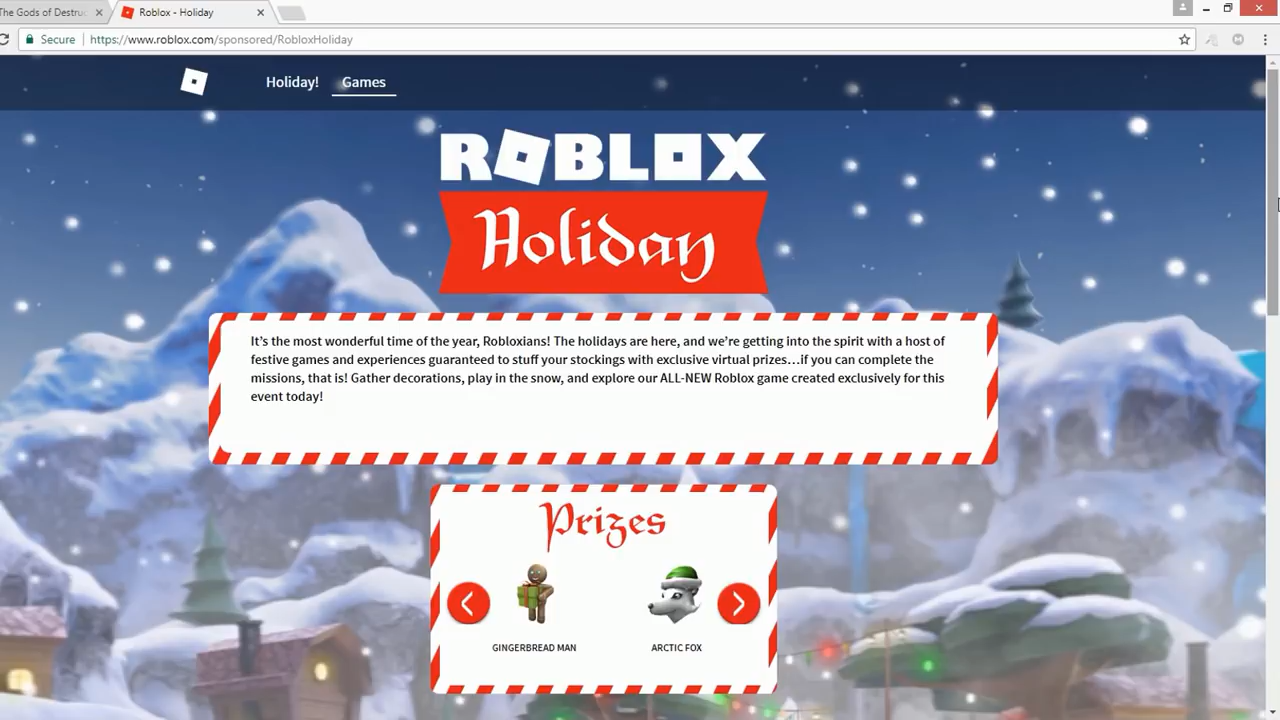 The Gods of Destruc
Roblox - Holiday
Secure
https://www.roblox.com/sponsored/RobloxHoliday
Holiday!
Games
ROBLOX
Holiday
It's the most wonderful time of the year, Robloxians! The holidays are here, and we're getting into the spirit with a host of
festive games and experiences guaranteed to stuff your stockings with exclusive virtual prizes…if you can complete the
missions, that is! Gather decorations, play in the snow, and explore our ALL-NEW Roblox game created exclusively for this
event today!
Prizes
GINGERBREAD MAN
ARCTIC FOX